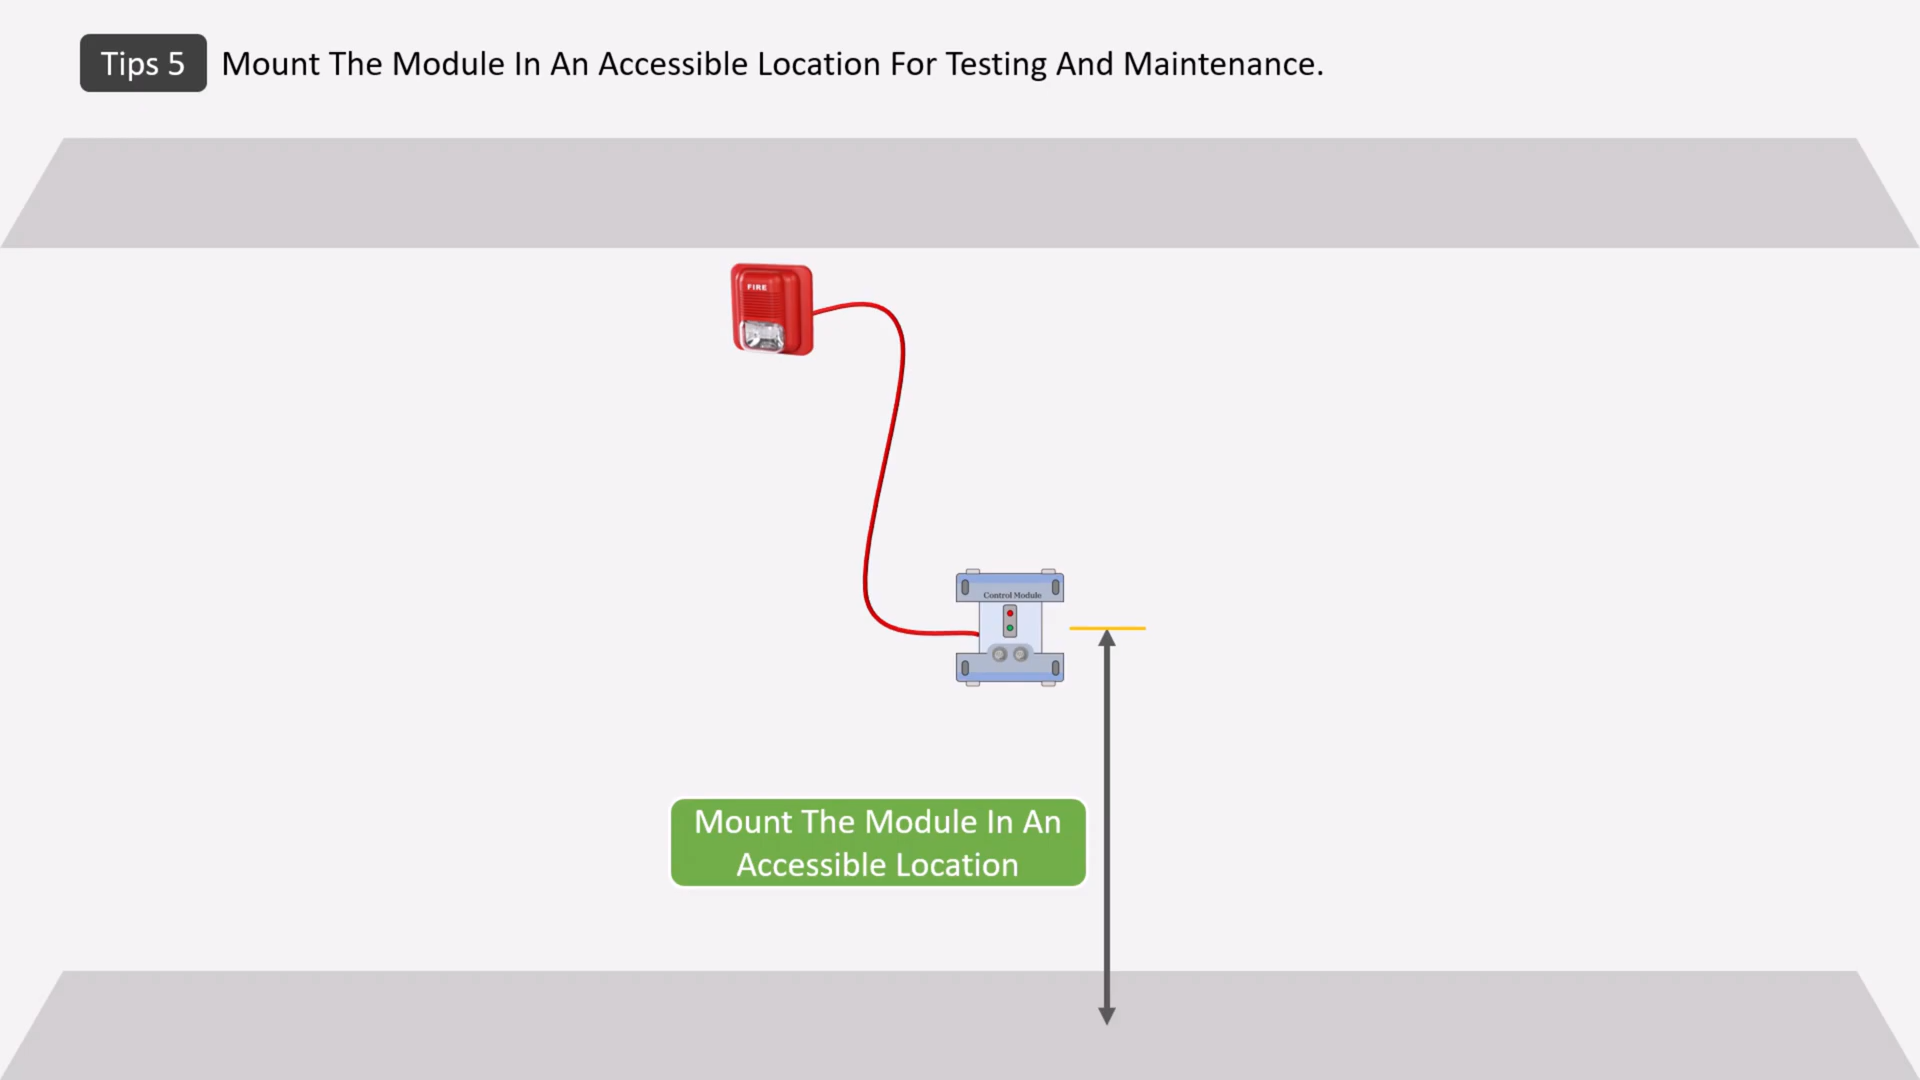 Tips 5 Mount The Module In An Accessible Location For Testing And Maintenance.
FIRE
Control Module
Mount The Module In An
Accessible Location